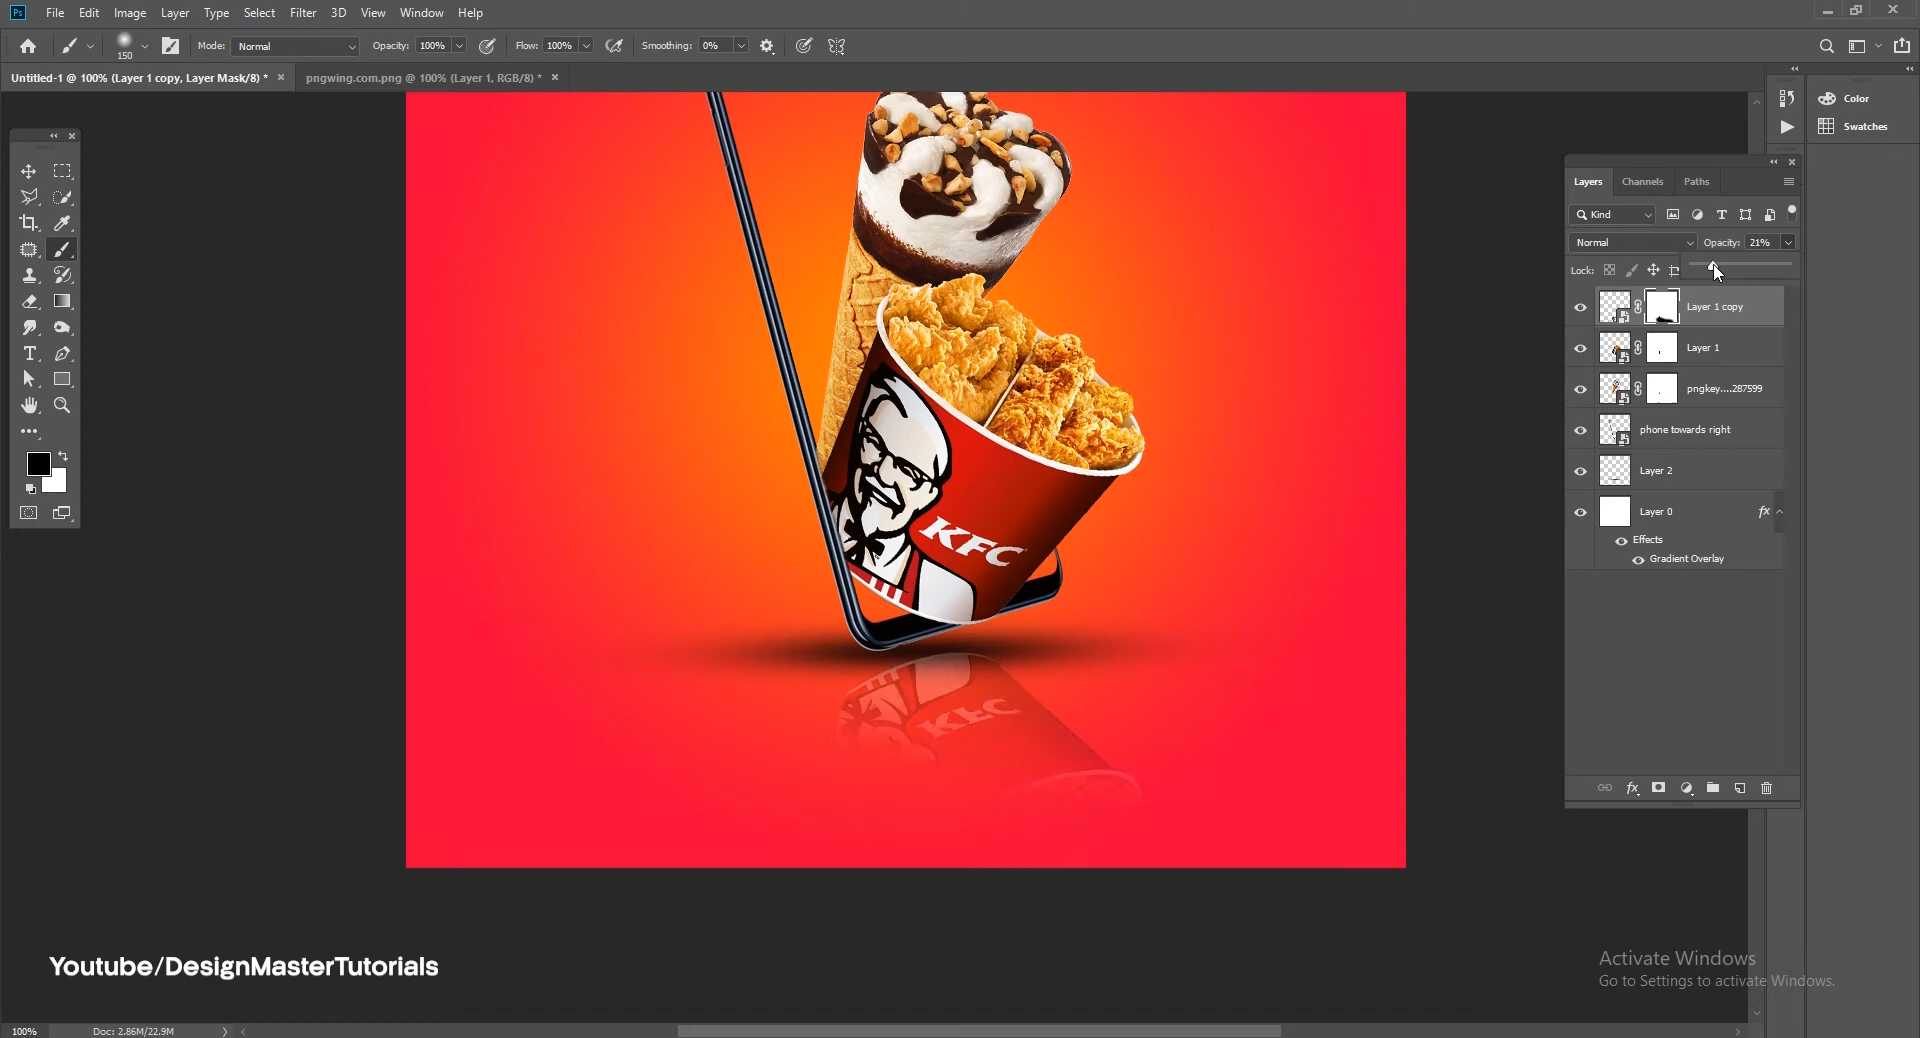 Ps File Edit Image Layer Type Select Filter 3D View Window Help
150 Mode: Normal Opacity: 100% Flow: 100% Smoothing: 0%
Untitled-1 @ 100% (Layer 1 copy, Layer Mask/8) * × pngwing.com.png @ 100% (Layer 1, RGB/8) * ×
Color
Swatches
Layers Channels Paths
Kind
Normal Opacity: 21%
Lock:
Layer 1 copy
Layer 1
pngkey....287599
phone towards right
Layer 2
Layer 0 fx
Effects
Gradient Overlay
fx
KFC
KFC
Youtube/DesignMasterTutorials
Activate Windows
Go to Settings to activate Windows.
100% Doc: 2.86M/22.9M